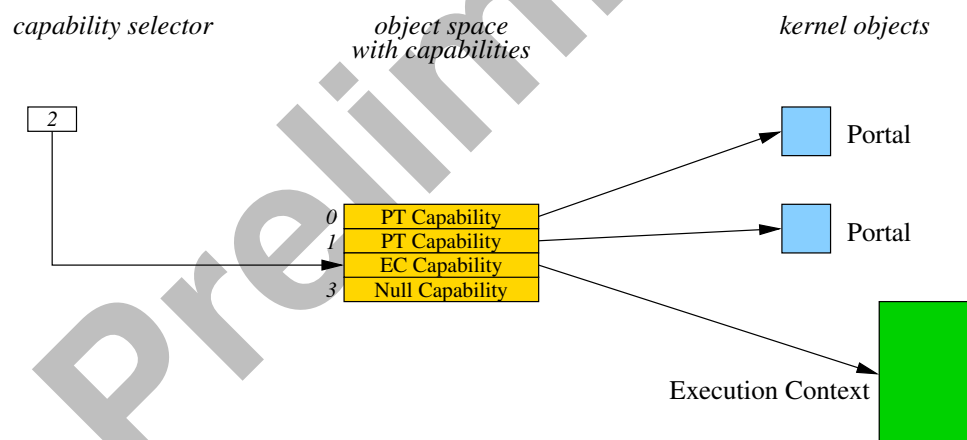 capability selector
object space
with capabilities
kernel objects
2
Portal
0 PT Capability
1 PT Capability
EC Capability
3 Null Capability
Portal
Execution Context
Prelim